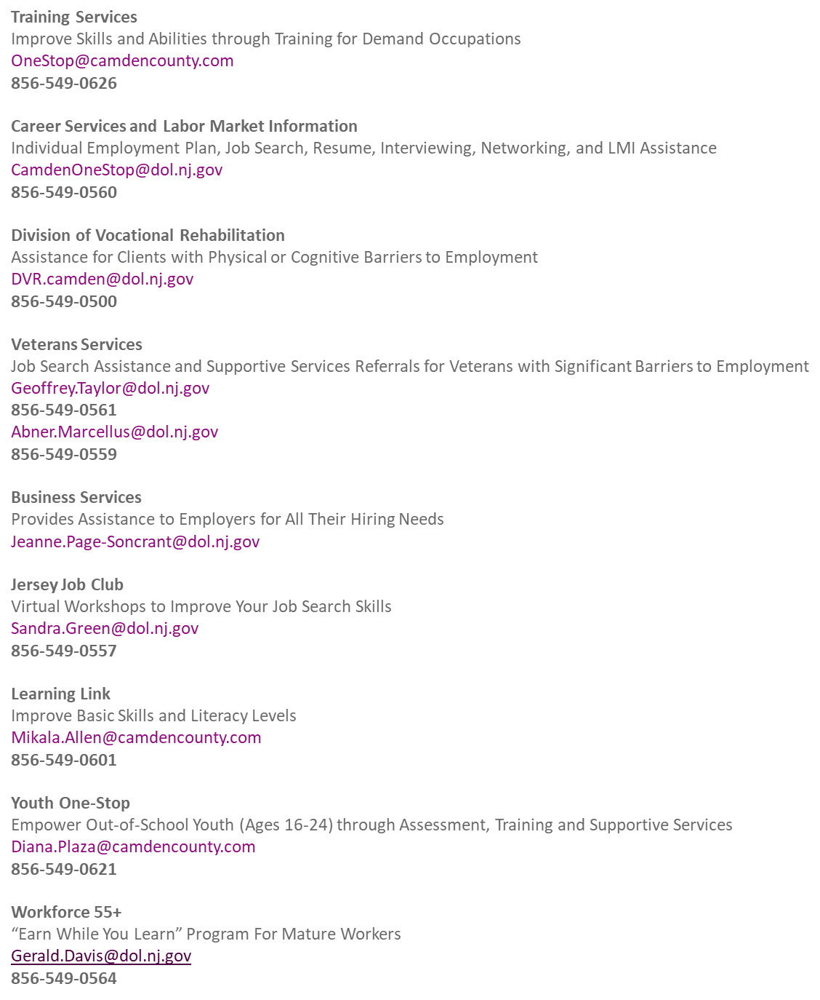 Training Services
Improve Skills and Abilities through Training for Demand Occupations
OneStop@camdencounty.com
856-549-0626
Career Services and Labor Market Information
Individual Employment Plan, Job Search, Resume, Interviewing, Networking, and LMI Assistance
CamdenOneStop@dol.nj.gov
856-549-0560
Division of Vocational Rehabilitation
Assistance for Clients with Physical or Cognitive Barriers to Employment
DVR.camden@dol.nj.gov
856-549-0500
Veterans Services
Job Search Assistance and Supportive Services Referrals for Veterans with Significant Barriers to Employment
Geoffrey.Taylor@dol.nj.gov
856-549-0561
Abner.Marcellus@dol.nj.gov
856-549-0559
Business Services
Provides Assistance to Employers for All Their Hiring Needs
Jeanne.Page-Soncrant@dol.nj.gov
Jersey Job Club
Virtual Workshops to Improve Your Job Search Skills
Sandra.Green@dol.nj.gov
856-549-0557
Learning Link
Improve Basic Skills and Literacy Levels
Mikala.Allen@camdencounty.com
856-549-0601
Youth One-Stop
Empower Out-of-School Youth (Ages 16-24) through Assessment, Training and Supportive Services
Diana.Plaza@camdencounty.com
856-549-0621
Workforce 55+
“Earn While You Learn” Program For Mature Workers
Gerald.Davis@dol.nj.gov
856-549-0564